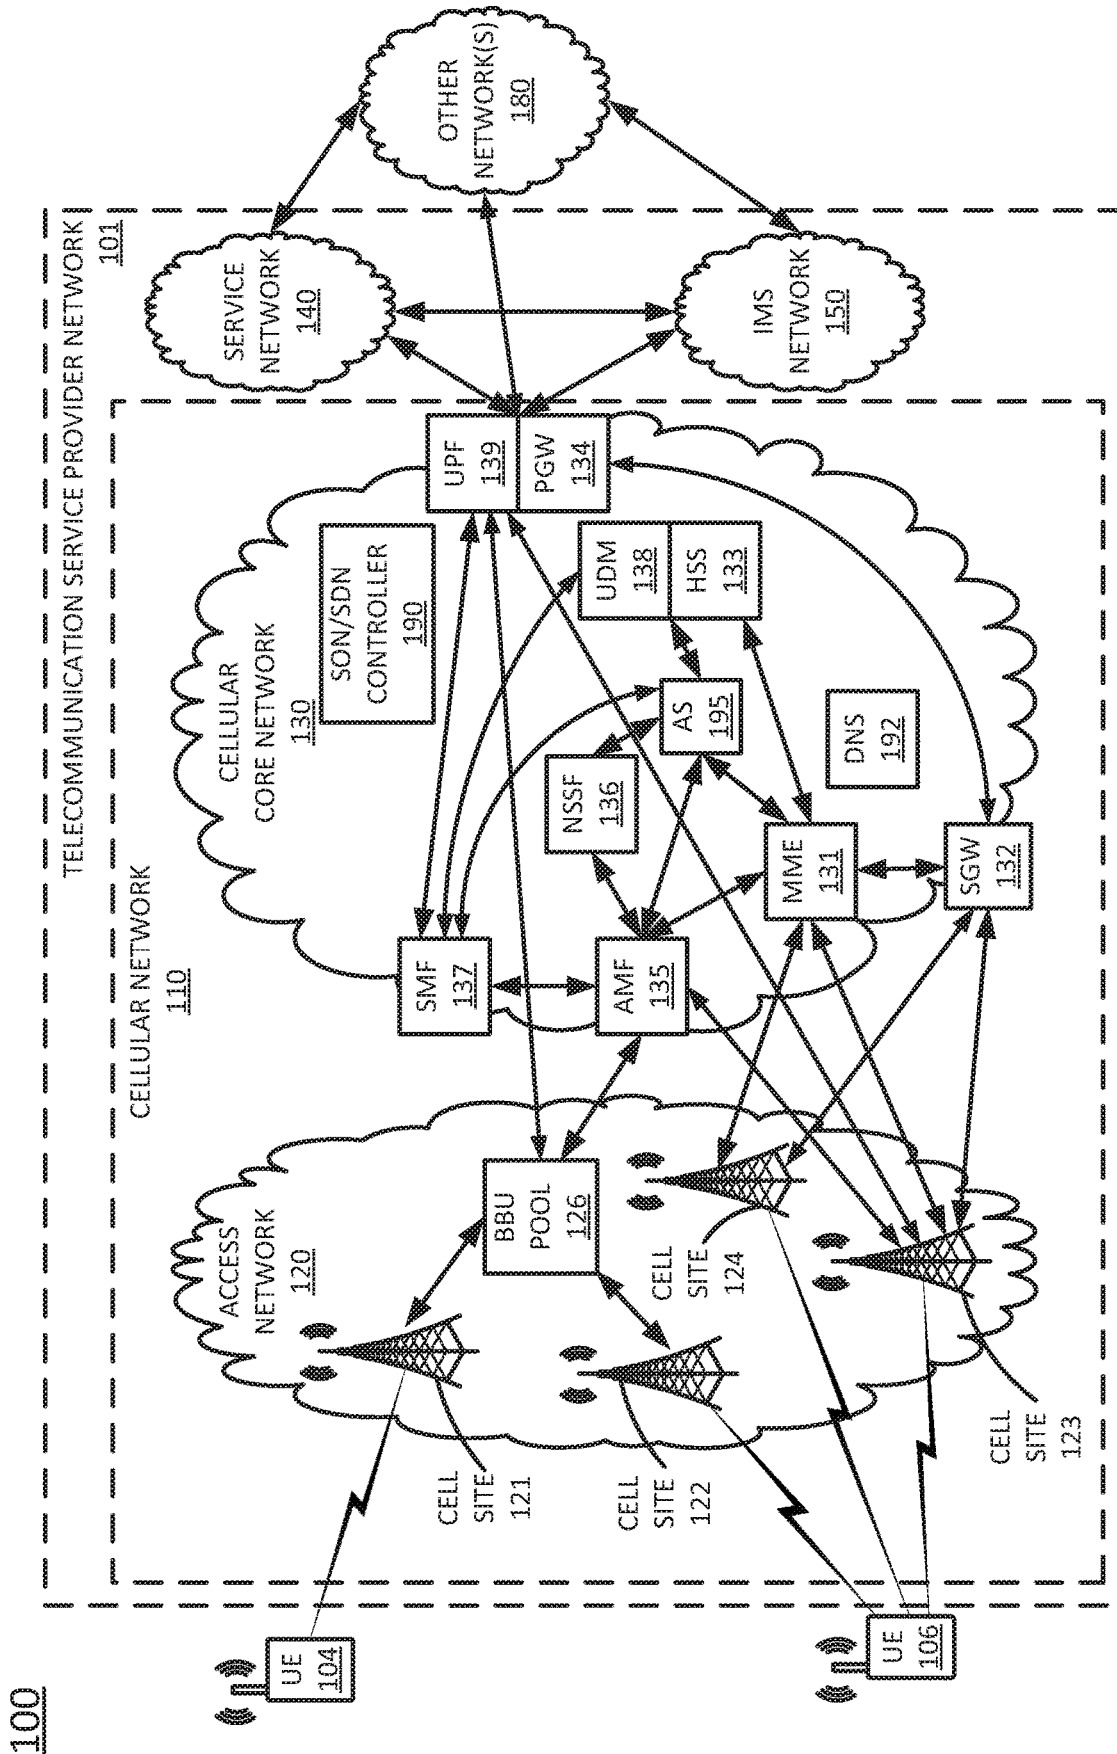 100
TELECOMMUNICATION SERVICE PROVIDER NETWORK
101
CELLULAR NETWORK
110
UE
104
UE
106
ACCESS
NETWORK
120
CELL
SITE
121
CELL
SITE
122
BBU
POOL
126
CELL
SITE
124
CELL
SITE
123
CELLULAR
CORE NETWORK
130
SMF
137
AMF
135
NSSF
136
MME
131
SGW
132
AS
195
DNS
192
SON/SDN
CONTROLLER
190
UDM
138
HSS
133
UPF
139
PGW
134
SERVICE
NETWORK
140
IMS
NETWORK
150
OTHER
NETWORK(S)
180